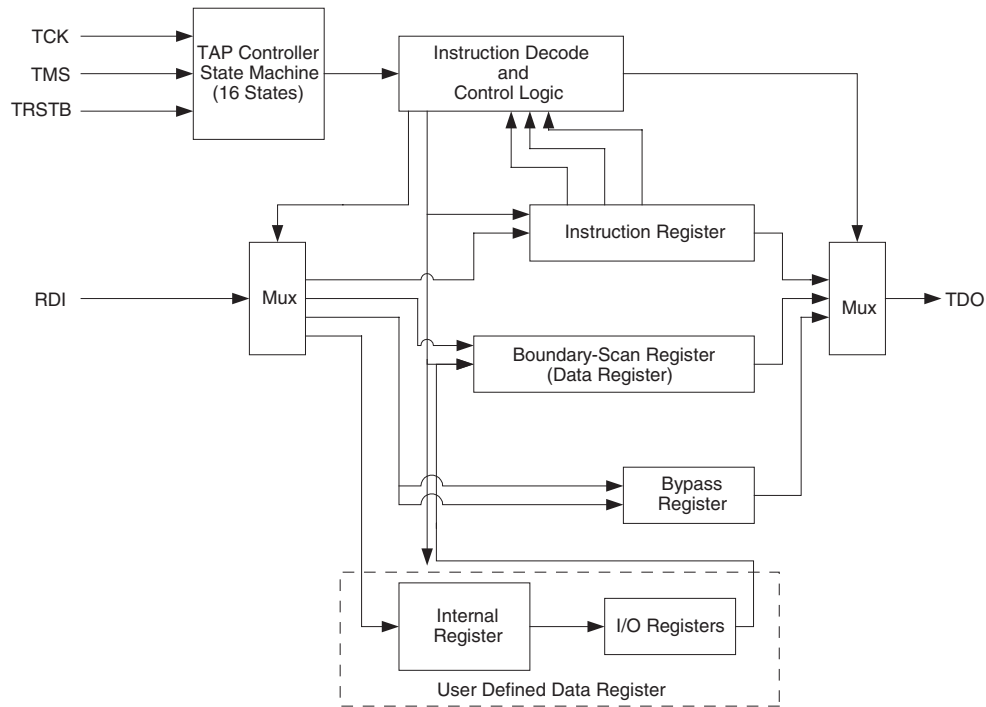 TCK
TMS
TRSTB
TAP Controller
State Machine
(16 States)
Instruction Decode
and
Control Logic
Instruction Register
RDI
Mux
Mux
TDO
Boundary-Scan Register
(Data Register)
Bypass
Register
Internal
Register
I/O Registers
User Defined Data Register